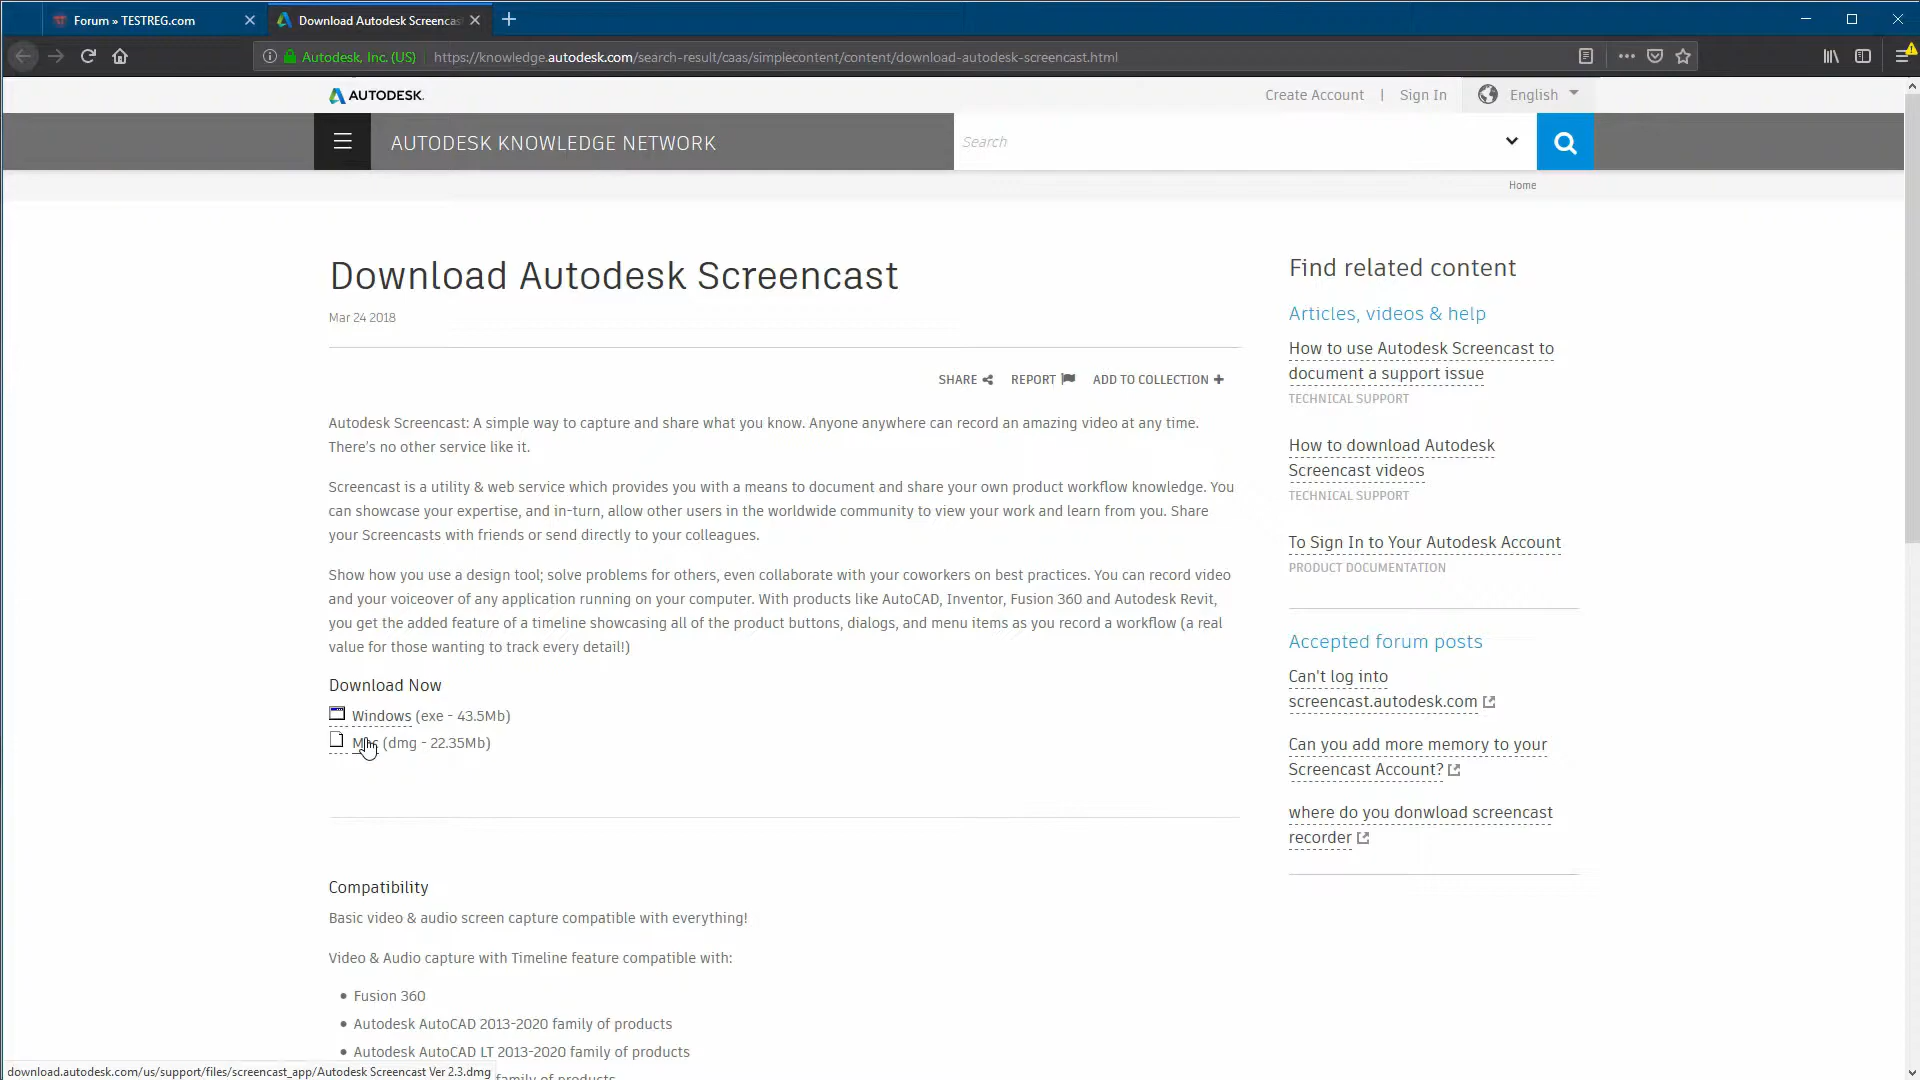 Forum » TESTREG.com
Download Autodesk Screencas
Autodesk, Inc. (US)
https://knowledge.autodesk.com/search-result/caas/simplecontent/content/download-autodesk-screencast.html
AUTODESK.
Create Account | Sign In
English
AUTODESK KNOWLEDGE NETWORK
Search
Home
Download Autodesk Screencast
Mar 24 2018
SHARE
REPORT
ADD TO COLLECTION
Autodesk Screencast: A simple way to capture and share what you know. Anyone anywhere can record an amazing video at any time.
There's no other service like it.
Screencast is a utility & web service which provides you with a means to document and share your own product workflow knowledge. You
can showcase your expertise, and in-turn, allow other users in the worldwide community to view your work and learn from you. Share
your Screencasts with friends or send directly to your colleagues.
Show how you use a design tool; solve problems for others, even collaborate with your coworkers on best practices. You can record video
and your voiceover of any application running on your computer. With products like AutoCAD, Inventor, Fusion 360 and Autodesk Revit,
you get the added feature of a timeline showcasing all of the product buttons, dialogs, and menu items as you record a workflow (a real
value for those wanting to track every detail!)
Download Now
Windows (exe - 43.5Mb)
Mac (dmg - 22.35Mb)
Compatibility
Basic video & audio screen capture compatible with everything!
Video & Audio capture with Timeline feature compatible with:
• Fusion 360
• Autodesk AutoCAD 2013-2020 family of products
• Autodesk AutoCAD LT 2013-2020 family of products
family of products
Find related content
Articles, videos & help
How to use Autodesk Screencast to
document a support issue
TECHNICAL SUPPORT
How to download Autodesk
Screencast videos
TECHNICAL SUPPORT
To Sign In to Your Autodesk Account
PRODUCT DOCUMENTATION
Accepted forum posts
Can't log into
screencast.autodesk.com
Can you add more memory to your
Screencast Account?
where do you donwload screencast
recorder
download.autodesk.com/us/support/files/screencast_app/Autodesk Screencast Ver 2.3.dmg